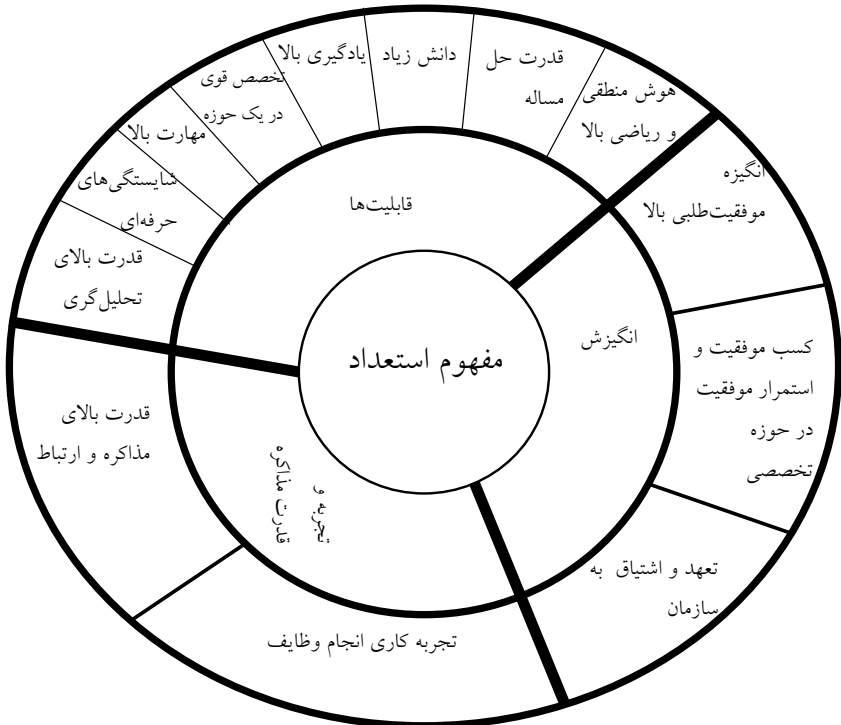 هوش منطقی
و ریاضی بالا
قدرت حل
مساله
دانش زیاد
یادگیری بالا
تخصص قوی
در یک حوزه
مهارت بالا
شایستگی‌های
حرفه‌ای
قدرت بالای
تحلیل‌گری
قابلیت‌ها
انگیزه
موفقیت‌طلبی بالا
انگیزش
کسب موفقیت و
استمرار موفقیت
در حوزه
تخصصی
تعهد و اشتیاق به
سازمان
مفهوم استعداد
تجربه و
قدرت مذاکره
قدرت بالای
مذاکره و ارتباط
تجربه کاری انجام وظایف